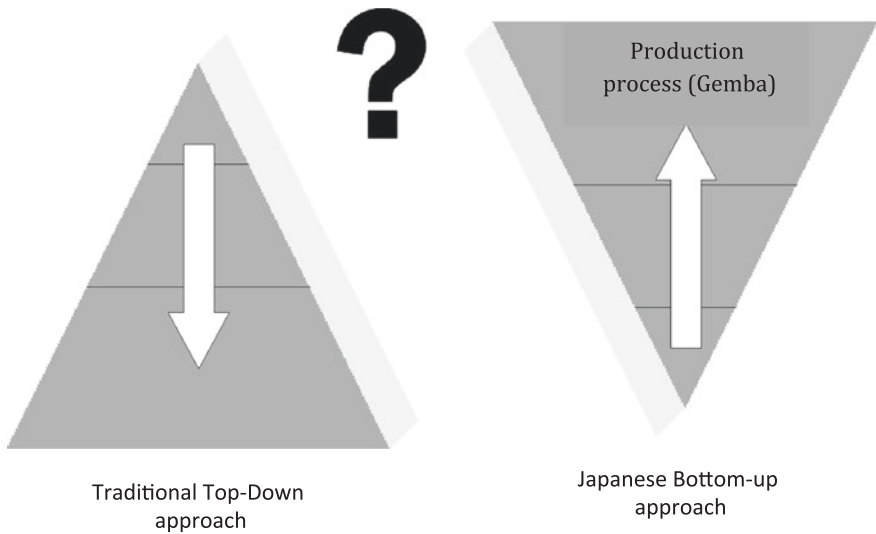 ?
Production
process (Gemba)
Traditional Top-Down
approach
Japanese Bottom-up
approach